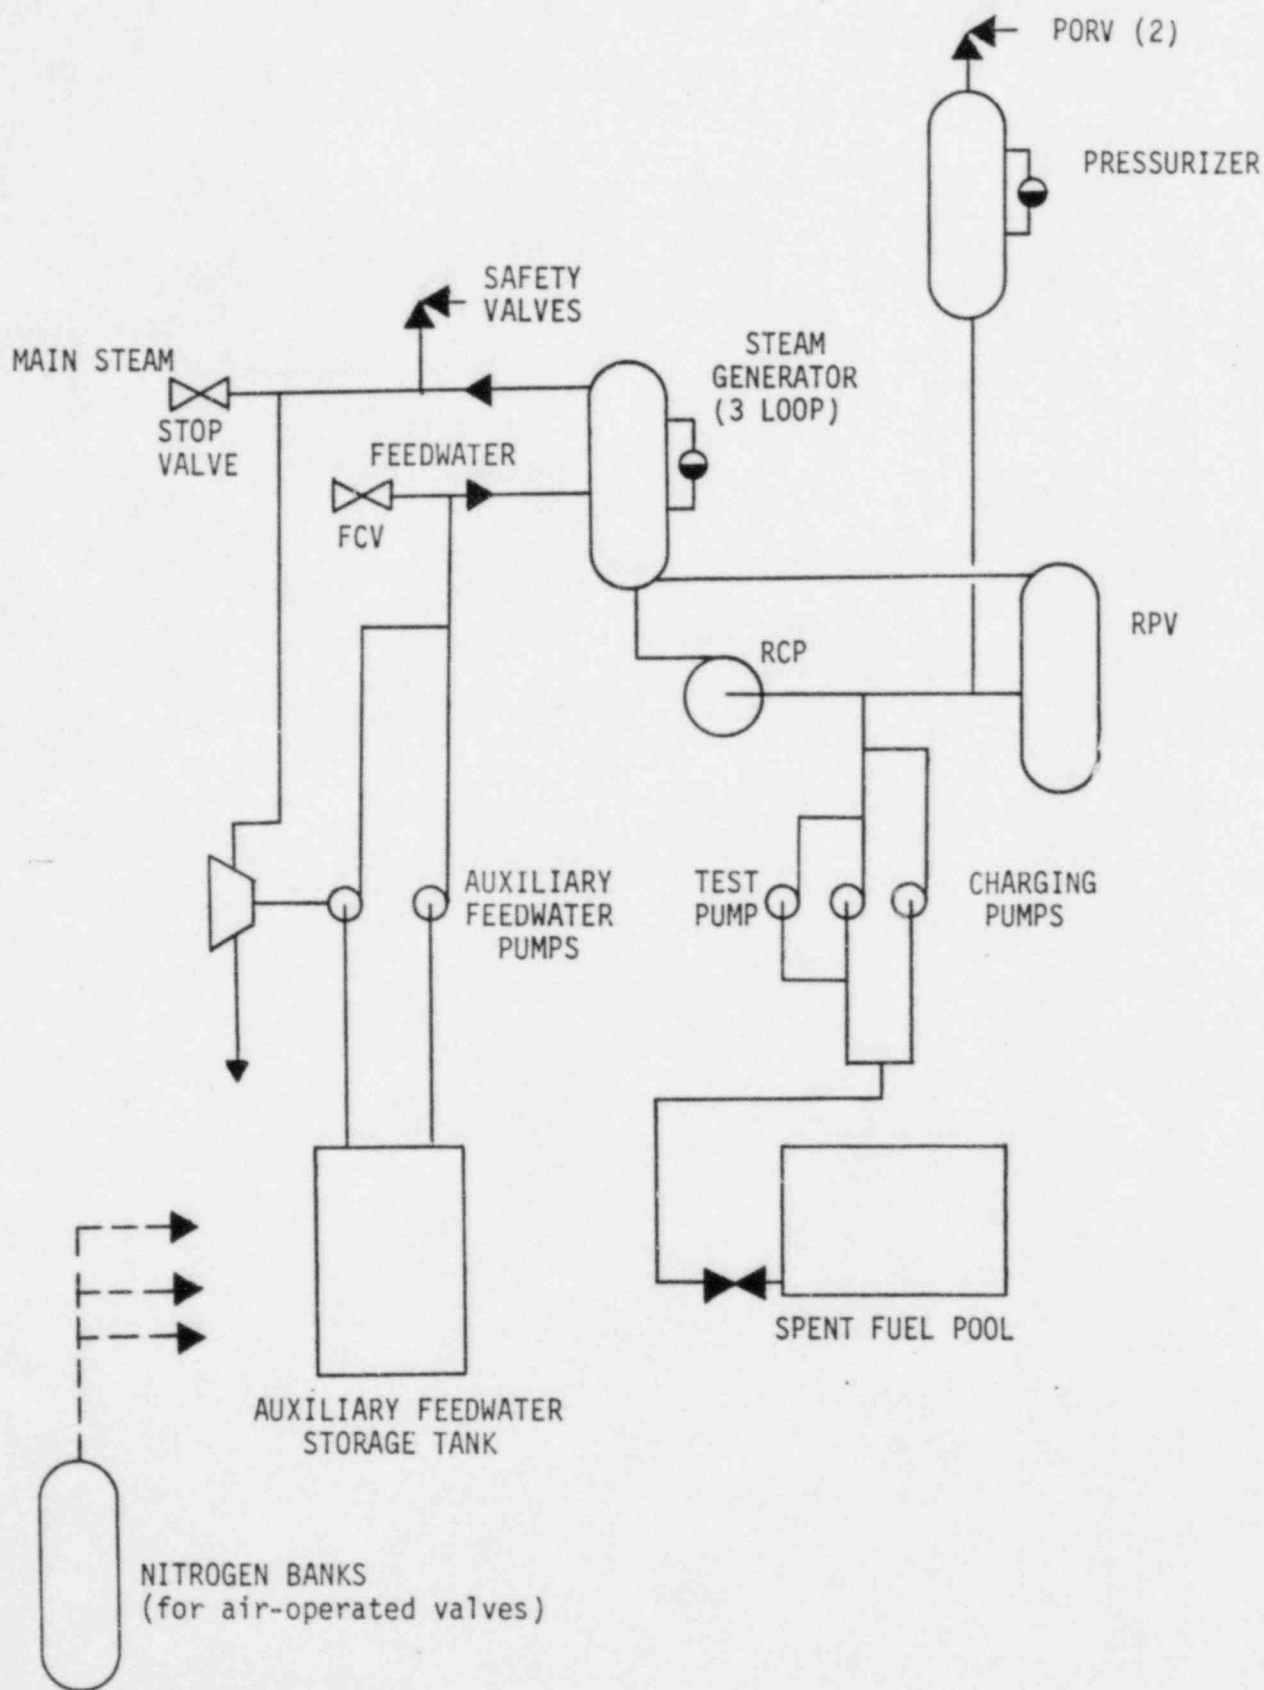 PORV (2)
PRESSURIZER
SAFETY
VALVES
MAIN STEAM
STOP
VALVE
STEAM
GENERATOR
(3 LOOP)
FEEDWATER
FCV
RPV
RCP
AUXILIARY
FEEDWATER
PUMPS
TEST
PUMP
CHARGING
PUMPS
SPENT FUEL POOL
AUXILIARY FEEDWATER
STORAGE TANK
NITROGEN BANKS
(for air-operated valves)